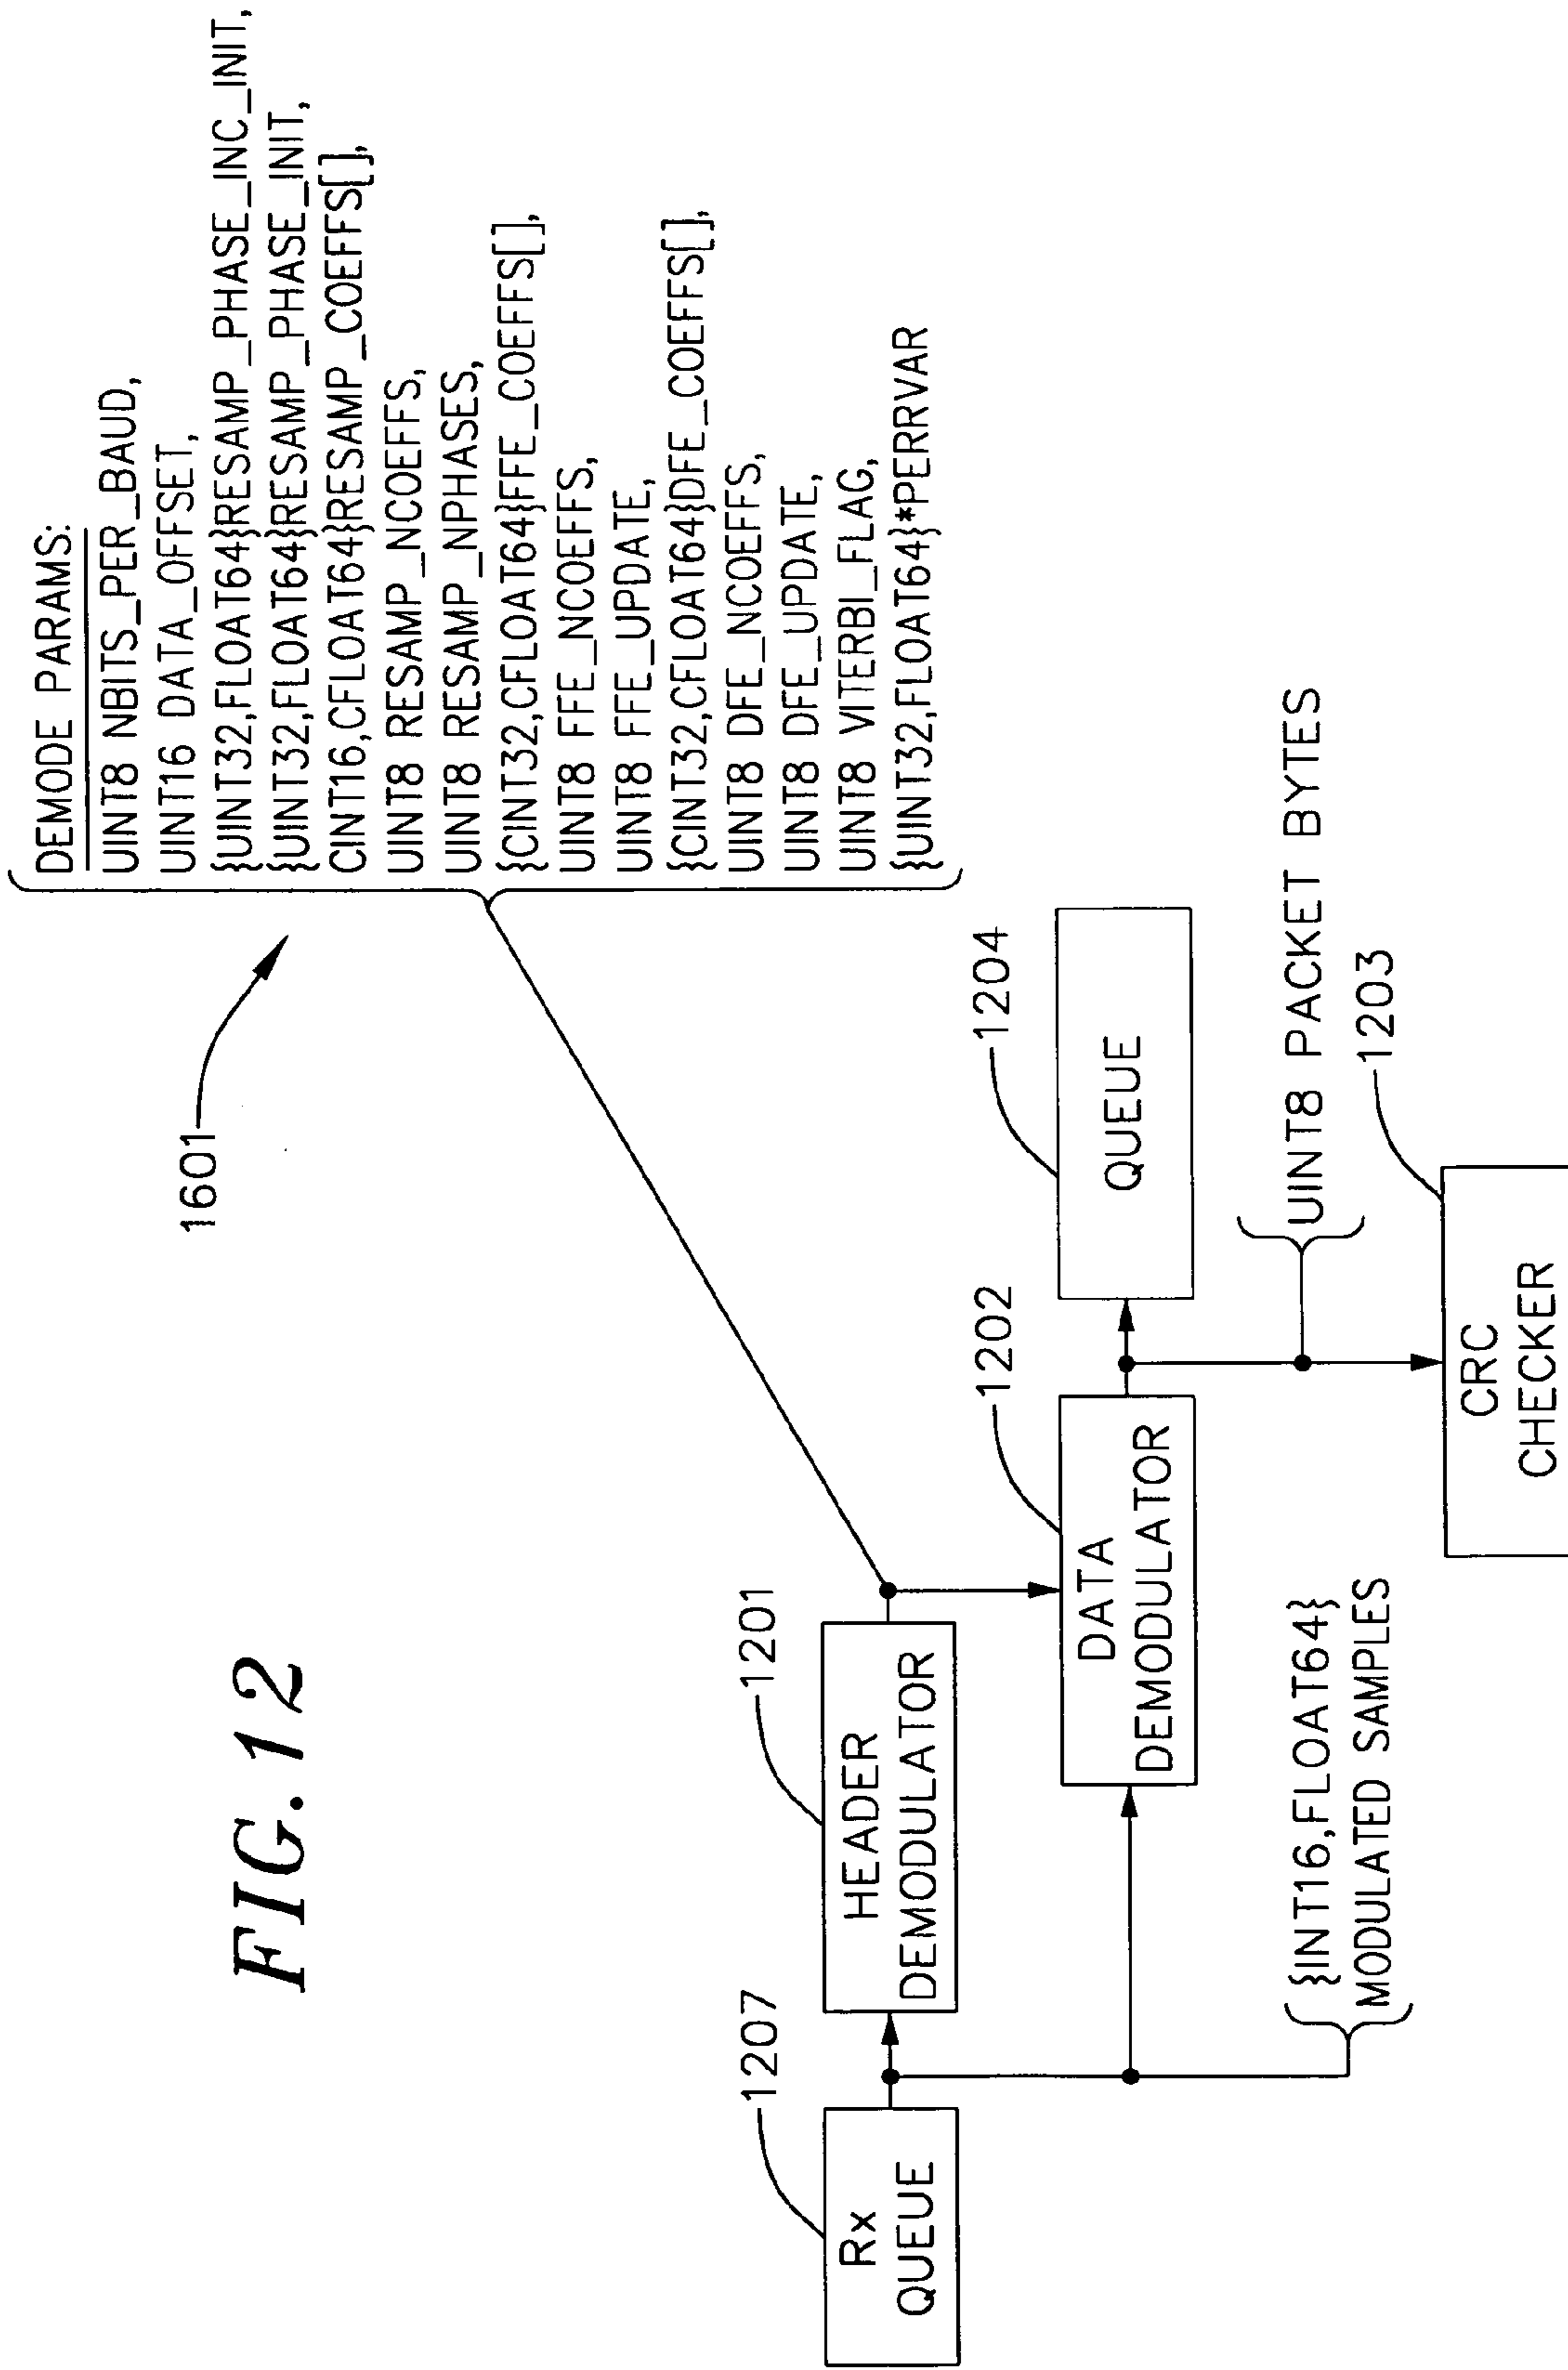 FIG.12
1601
DEMODE PARAMS:
UINT8 NBITS_PER_BAUD,
UINT16 DATA_OFFSET,
{UINT32,FLOAT64}RESAMP_PHASE_INC_INIT,
{UINT32,FLOAT64}RESAMP_PHASE_INIT,
CINT16,CFLOAT64}RESAMP_COEFFS[],
UINT8 RESAMP_NCOEFFS,
UINT8 RESAMP_NPHASES,
{CINT32,CFLOAT64}FFE_COEFFS[],
UINT8 FFE_NCOEFFS,
UINT8 FFE_UPDATE,
{CINT32,CFLOAT64}DFE_COEFFS[],
UINT8 DFE_NCOEFFS,
UINT8 DFE_UPDATE,
UINT8 VITERBI_FLAG,
{UINT32,FLOAT64}*PERRVAR
1207
Rx
QUEUE
1201
HEADER
DEMODULATOR
1202
DATA
DEMODULATOR
1204
QUEUE
{INT16,FLOAT64}
MODULATED SAMPLES
UINT8 PACKET BYTES
1203
CRC
CHECKER